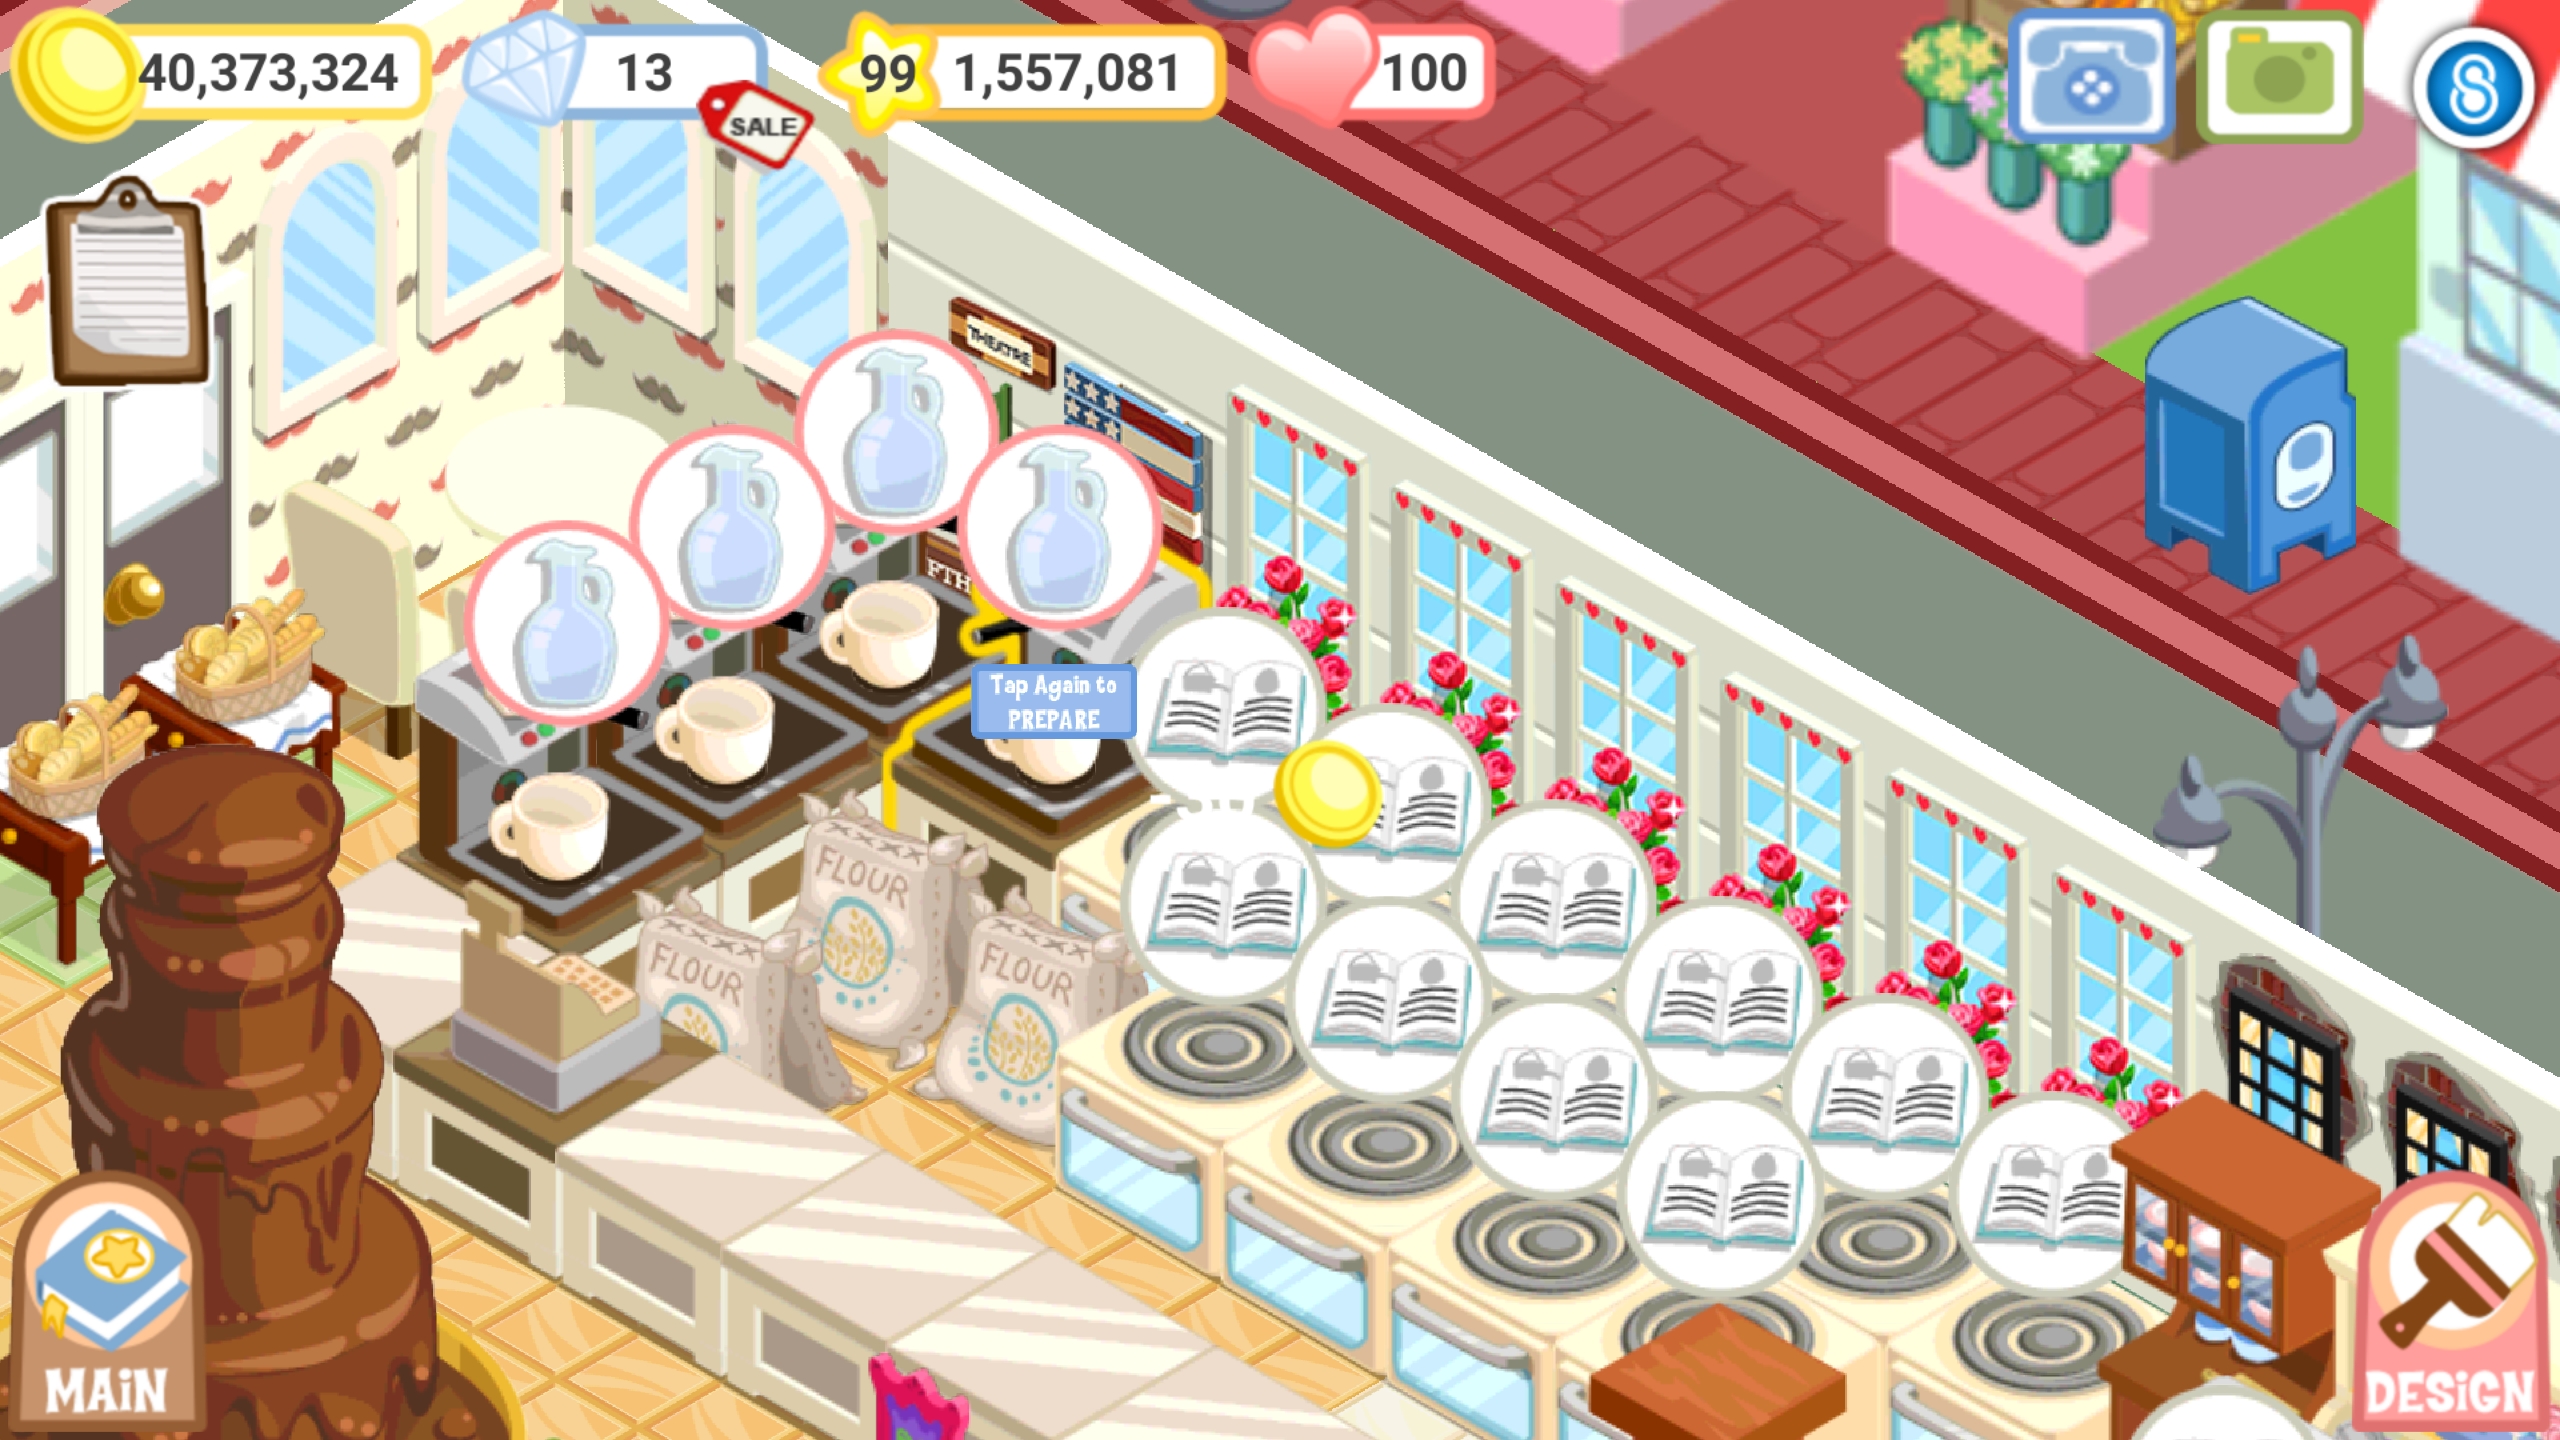 40,373,324
13
99
1,557,081
100
SALE
THEATRE
Tap Again to
PREPARE
FLOUR
FLOUR
FLOUR
MAiN
DESiGN